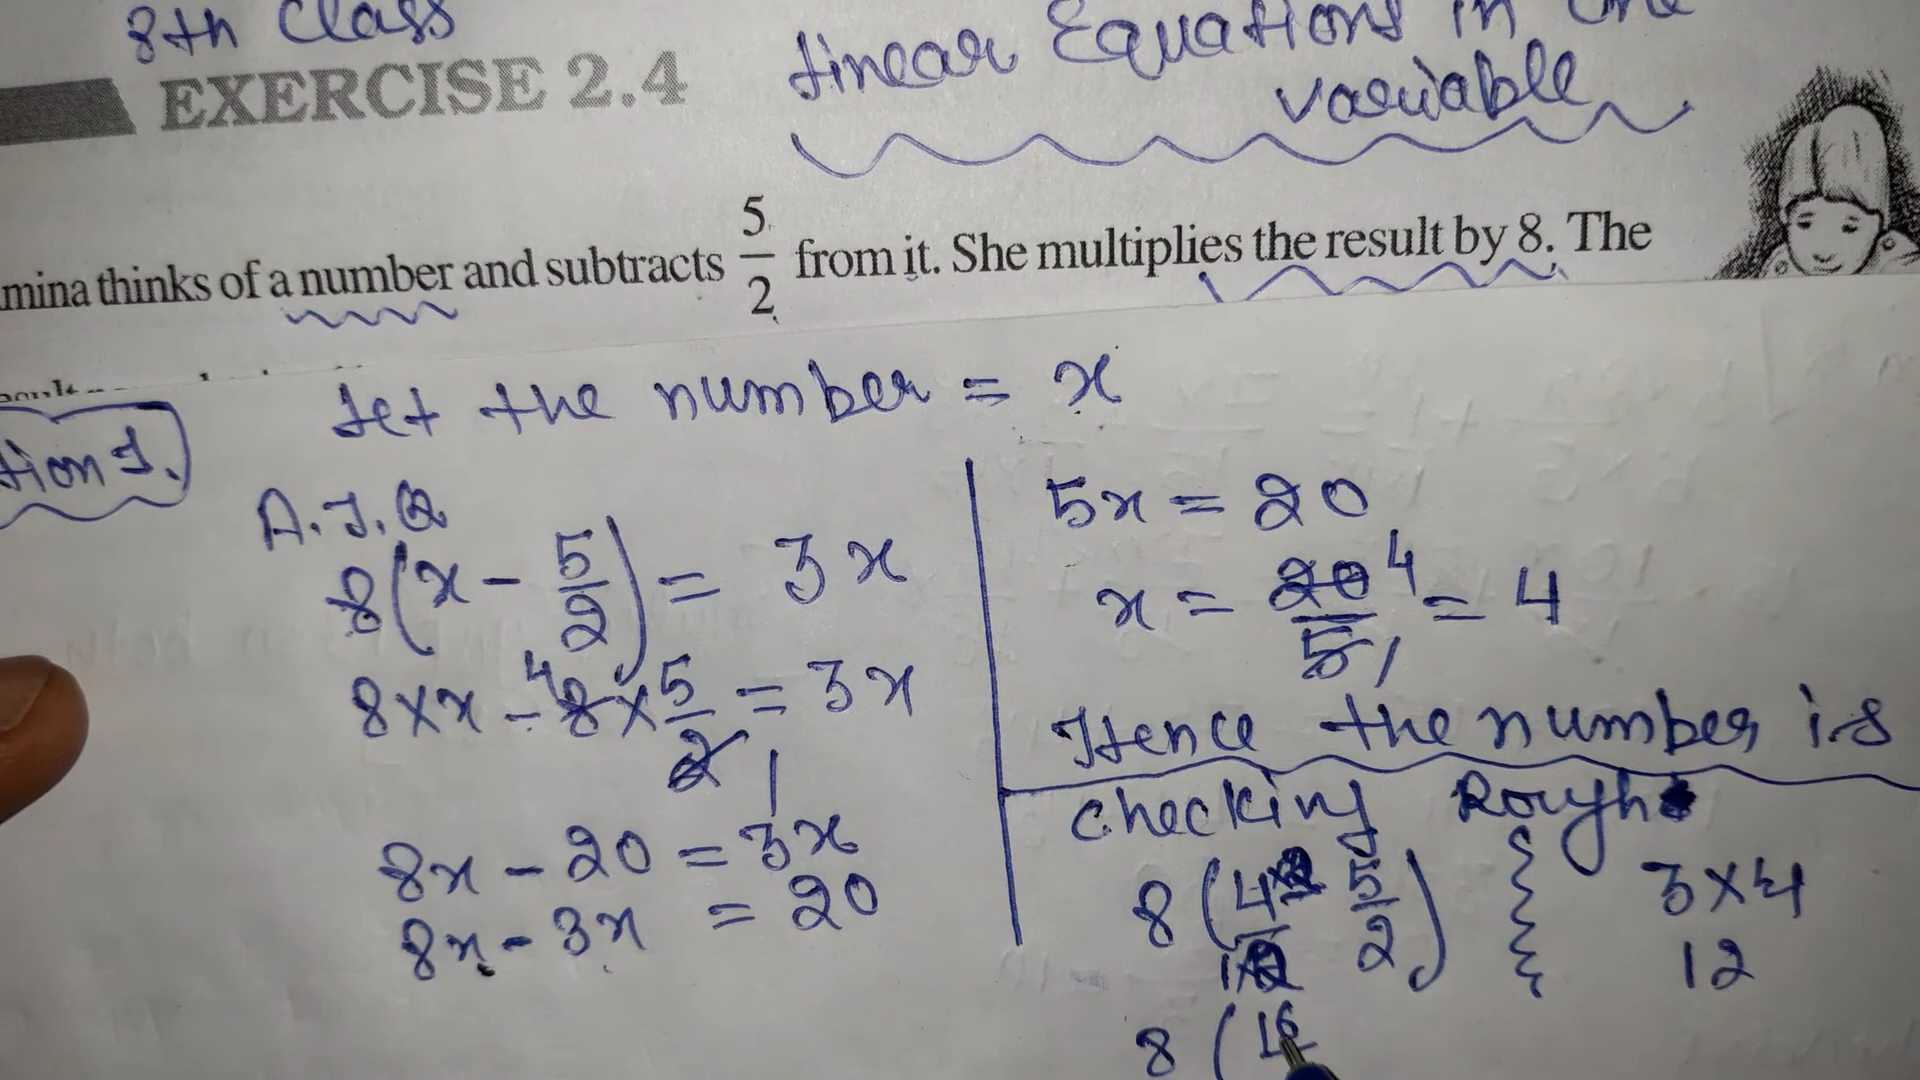 8th Class
Linear Equations in One
variable
EXERCISE 2.4
mina thinks of a number and subtracts 5/2 from it. She multiplies the result by 8. The
tion 1.
Let the number = x
A.T.Q
8(x - 5/2) = 3x
8×x - 8×5/2 = 3x
4
1
8x - 20 = 3x
8x - 3x = 20
5x = 20
x = 20/5 = 4
4
1
Hence the number is
Checking Rough
8(4 5/2)
3×4
12
8(16